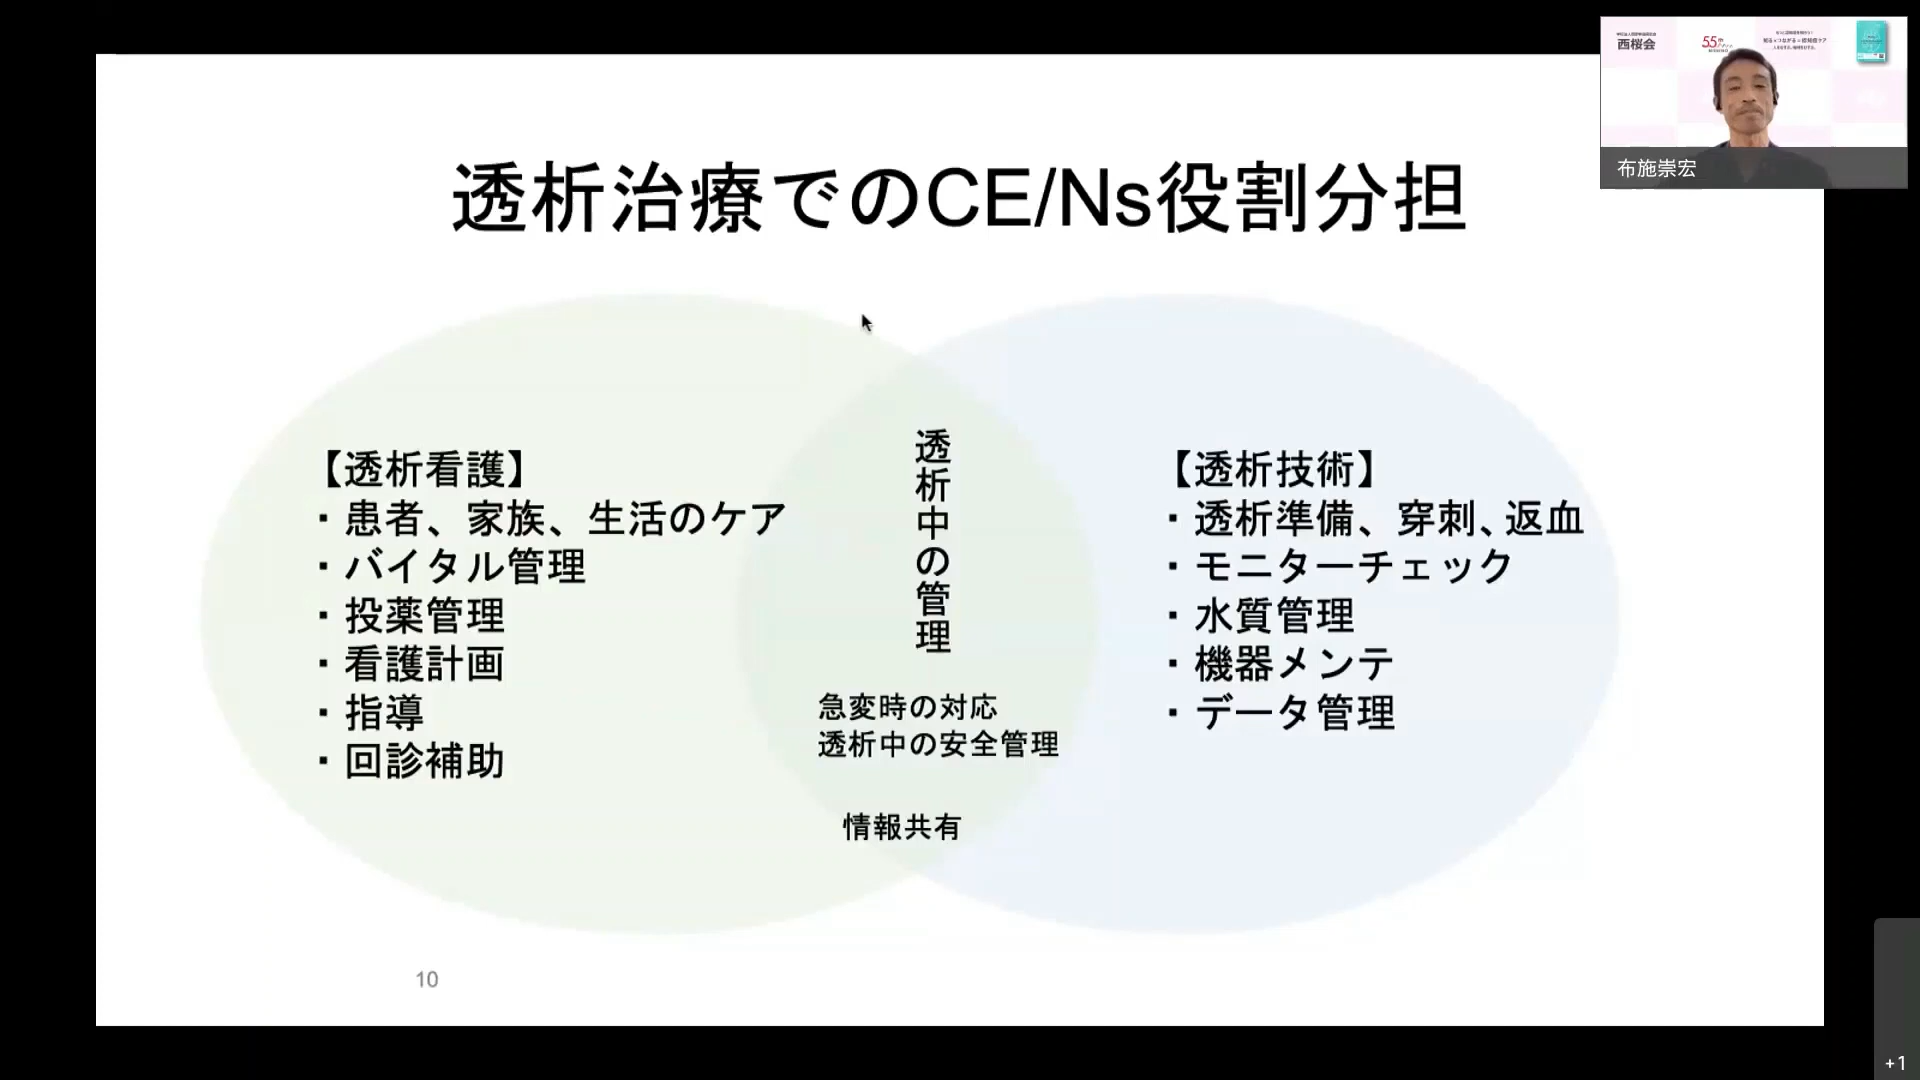 透析治療でのCE/Ns役割分担
【透析看護】
・患者、家族、生活のケア
・バイタル管理
・投薬管理
・看護計画
・指導
・回診補助
透析中の管理
急変時の対応
透析中の安全管理
情報共有
【透析技術】
・透析準備、穿刺、返血
・モニターチェック
・水質管理
・機器メンテ
・データ管理
10
西桜会
55th
布施崇宏
+1